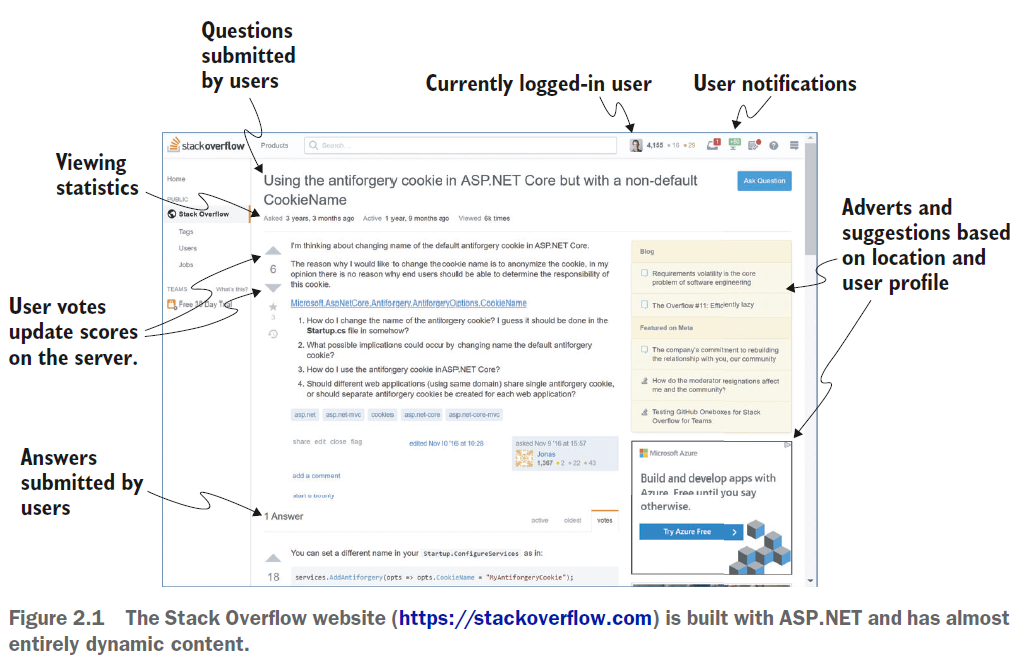 Questions
submitted
by users
Currently logged-in user
User notifications
Viewing
statistics
User votes
update scores
on the server.
Answers
submitted by
users
Adverts and
suggestions based
on location and
user profile
stackoverflow
Products
Search...
4,155 16 29
1
+80
Home
PUBLIC
Stack Overflow
Tags
Users
Jobs
TEAMS What's this?
Free 30 Day Trial
Using the antiforgery cookie in ASP.NET Core but with a non-default
CookieName
Ask Question
Asked 3 years, 3 months ago Active 1 year, 9 months ago Viewed 6k times
6
3
I'm thinking about changing name of the default antiforgery cookie in ASP.NET Core.
The reason why I would like to change the cookie name is to anonymize the cookie, in my
opinion there is no reason why end users should be able to determine the responsibility of
this cookie.
Microsoft.AspNetCore.Antiforgery.AntiforgeryOptions.CookieName
1. How do I change the name of the antiforgery cookie? I guess it should be done in the
Startup.cs file in somehow?
2. What possible implications could occur by changing name the default antiforgery
cookie?
3. How do I use the antiforgery cookie in ASP.NET Core?
4. Should different web applications (using same domain) share single antiforgery cookie,
or should separate antiforgery cookies be created for each web application?
asp.net asp.net-mvc cookies asp.net-core asp.net-core-mvc
share edit close flag
edited Nov 10 '16 at 10:28
asked Nov 9 '16 at 15:57
Jonas
1,367 2 22 43
add a comment
start a bounty
1 Answer
active oldest votes
18
You can set a different name in your Startup.ConfigureServices as in:
services.AddAntiforgery(opts => opts.CookieName = "MyAntiforgeryCookie");
Blog
Requirements volatility is the core
problem of software engineering
The Overflow #11: Efficiently lazy
Featured on Meta
The company's commitment to rebuilding
the relationship with you, our community
How do the moderator resignations affect
me and the community?
Testing GitHub Oneboxes for Stack
Overflow for Teams
Microsoft Azure
Build and develop apps with
Azure. Free until you say
otherwise.
Try Azure Free
Figure 2.1 The Stack Overflow website (https://stackoverflow.com) is built with ASP.NET and has almost
entirely dynamic content.